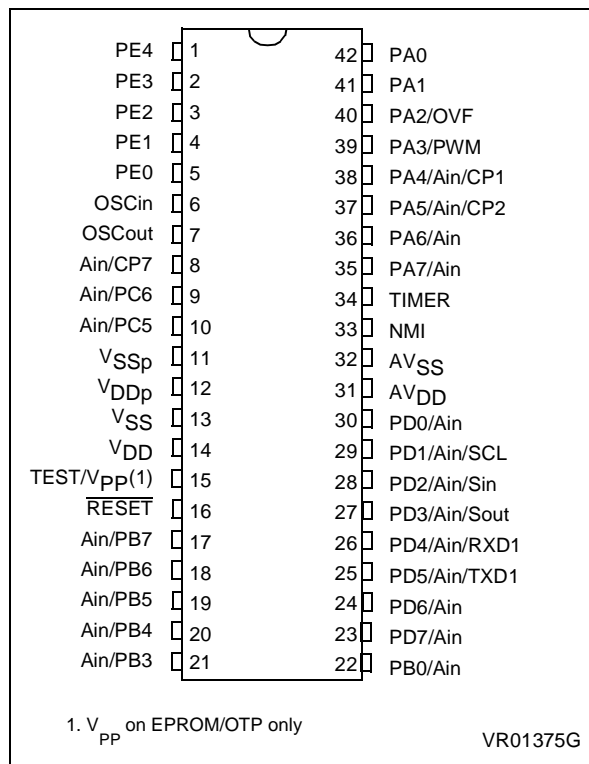 PE4 1 42 PA0
PE3 2 41 PA1
PE2 3 40 PA2/OVF
PE1 4 39 PA3/PWM
PE0 5 38 PA4/Ain/CP1
OSCin 6 37 PA5/Ain/CP2
OSCout 7 36 PA6/Ain
Ain/CP7 8 35 PA7/Ain
Ain/PC6 9 34 TIMER
Ain/PC5 10 33 NMI
VSSp 11 32 AVSS
VDDp 12 31 AVDD
VSS 13 30 PD0/Ain
VDD 14 29 PD1/Ain/SCL
TEST/VPP(1) 15 28 PD2/Ain/Sin
RESET 16 27 PD3/Ain/Sout
Ain/PB7 17 26 PD4/Ain/RXD1
Ain/PB6 18 25 PD5/Ain/TXD1
Ain/PB5 19 24 PD6/Ain
Ain/PB4 20 23 PD7/Ain
Ain/PB3 21 22 PB0/Ain
1. VPP on EPROM/OTP only
VR01375G